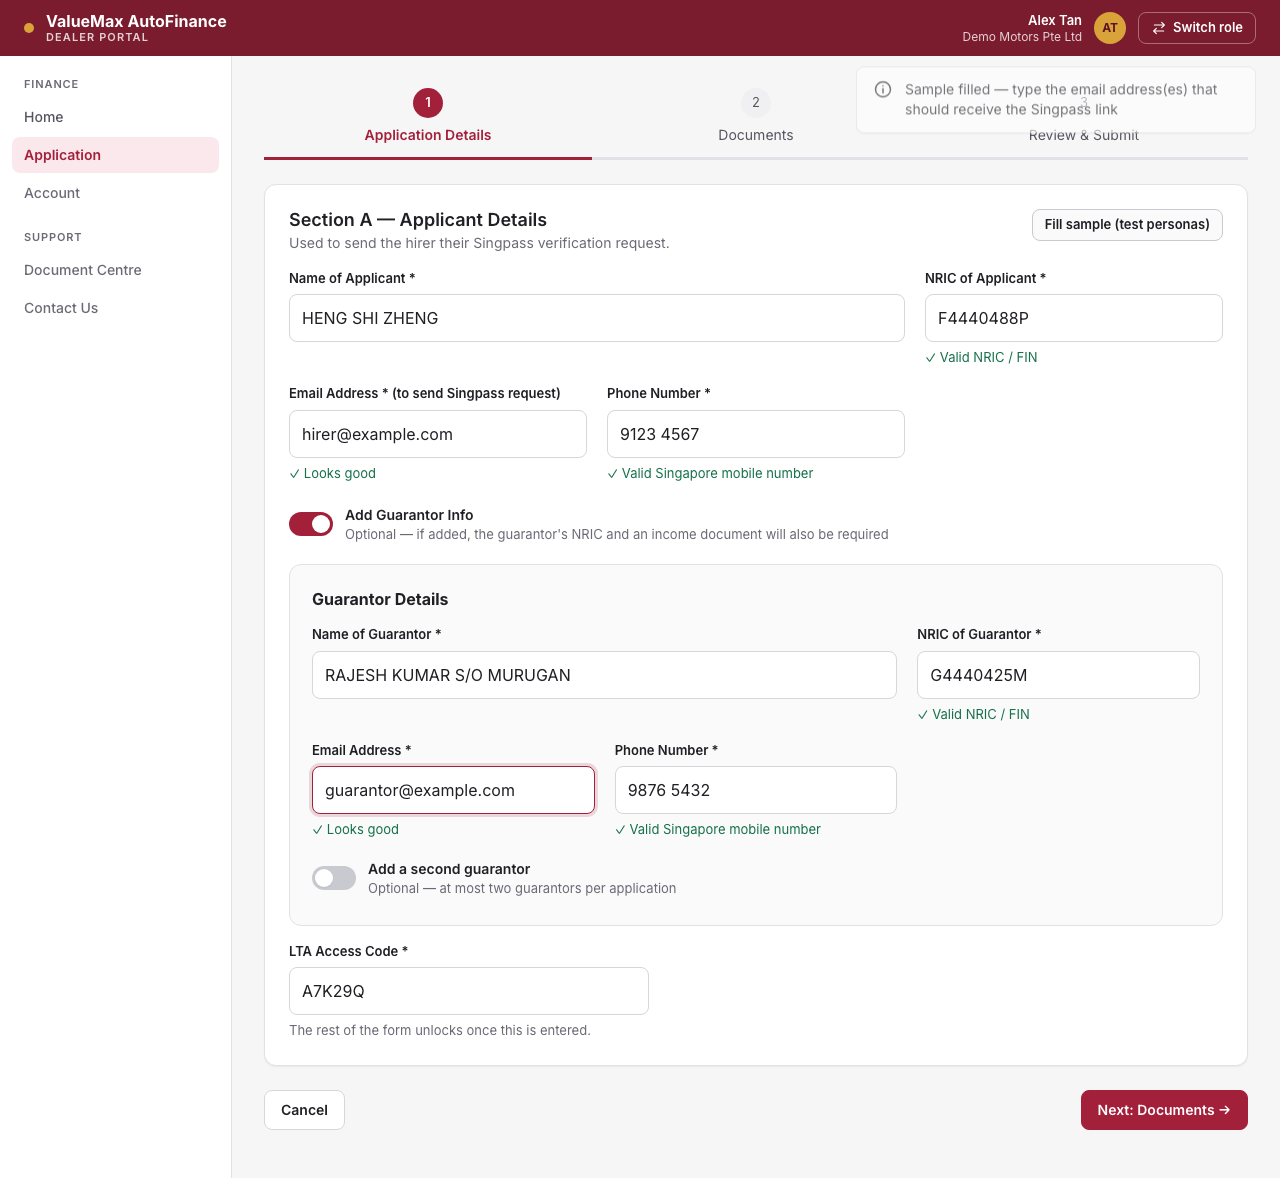 ValueMax AutoFinance
DEALER PORTAL
Alex Tan
Demo Motors Pte Ltd
AT
Switch role
FINANCE
Home
Application
Account
SUPPORT
Document Centre
Contact Us
1
Application Details
2
Documents
3
Review & Submit
Sample filled — type the email address(es) that
should receive the Singpass link
Section A — Applicant Details
Used to send the hirer their Singpass verification request.
Fill sample (test personas)
Name of Applicant *
HENG SHI ZHENG
NRIC of Applicant *
F4440488P
✓ Valid NRIC / FIN
Email Address * (to send Singpass request)
hirer@example.com
✓ Looks good
Phone Number *
9123 4567
✓ Valid Singapore mobile number
Add Guarantor Info
Optional — if added, the guarantor's NRIC and an income document will also be required
Guarantor Details
Name of Guarantor *
RAJESH KUMAR S/O MURUGAN
NRIC of Guarantor *
G4440425M
✓ Valid NRIC / FIN
Email Address *
guarantor@example.com
✓ Looks good
Phone Number *
9876 5432
✓ Valid Singapore mobile number
Add a second guarantor
Optional — at most two guarantors per application
LTA Access Code *
A7K29Q
The rest of the form unlocks once this is entered.
Cancel
Next: Documents →